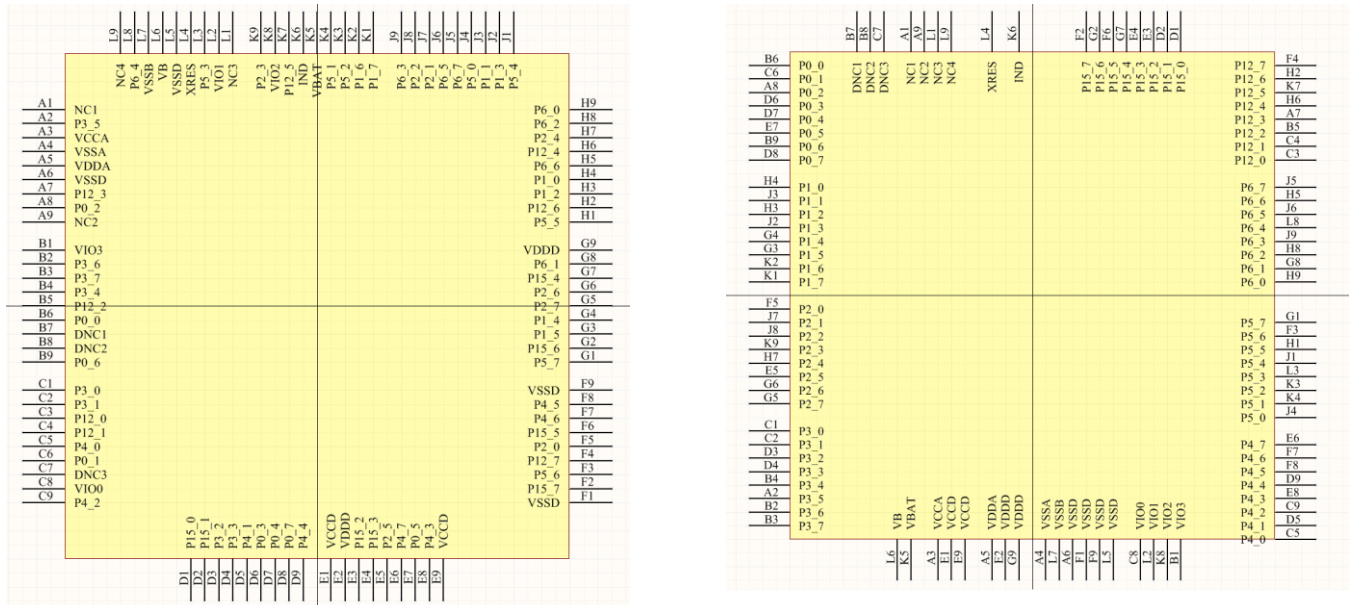 L9 L8 L7 L6 L5 L4 L3 L2 L1 K9 K8 K7 K6 K5 K4 K3 K2 K1 J9 J8 J7 J6 J5 J4 J3 J2 J1
NC4 P6_4 VSSB VB VSSD XRES P5_3 VIO1 NC3 P2_3 VIO2 P12_5 IND VBAT P5_1 P5_2 P1_6 P1_7 P6_3 P2_2 P2_1 P6_5 P6_7 P5_0 P1_1 P1_3 P5_4
A1 NC1 P6_0 H9
A2 P3_5 P6_2 H8
A3 VCCA P2_4 H7
A4 VSSA P12_4 H6
A5 VDDA P6_6 H5
A6 VSSD P1_0 H4
A7 P12_3 P1_2 H3
A8 P0_2 P12_6 H2
A9 NC2 P5_5 H1
B1 VIO3 VDDD G9
B2 P3_6 P6_1 G8
B3 P3_7 P15_4 G7
B4 P3_4 P2_6 G6
B5 P12_2 P2_7 G5
B6 P0_0 P1_4 G4
B7 DNC1 P1_5 G3
B8 DNC2 P15_6 G2
B9 P0_6 P5_7 G1
C1 P3_0 VSSD F9
C2 P3_1 P4_5 F8
C3 P12_0 P4_6 F7
C4 P12_1 P15_5 F6
C5 P4_0 P2_0 F5
C6 P0_1 P12_7 F4
C7 DNC3 P5_6 F3
C8 VIO0 P15_7 F2
C9 P4_2 VSSD F1
P15_0 P15_1 P3_2 P3_3 P4_1 P0_3 P0_4 P0_7 P4_4 VCCD VDDD P15_2 P15_3 P2_5 P4_7 P0_5 P4_3 VCCD
D1 D2 D3 D4 D5 D6 D7 D8 D9 E1 E2 E3 E4 E5 E6 E7 E8 E9
B7 B8 C7 A1 A9 L1 L9 L4 K6 F2 G2 F6 G7 E4 E3 D2 D1
DNC1 DNC2 DNC3 NC1 NC2 NC3 NC4 XRES IND P15_7 P15_6 P15_5 P15_4 P15_3 P15_2 P15_1 P15_0
B6 P0_0 P12_7 F4
C6 P0_1 P12_6 H2
A8 P0_2 P12_5 K7
D6 P0_3 P12_4 H6
D7 P0_4 P12_3 A7
E7 P0_5 P12_2 B5
B9 P0_6 P12_1 C4
D8 P0_7 P12_0 C3
H4 P1_0 P6_7 J5
J3 P1_1 P6_6 H5
H3 P1_2 P6_5 J6
J2 P1_3 P6_4 L8
G4 P1_4 P6_3 J9
G3 P1_5 P6_2 H8
K2 P1_6 P6_1 G8
K1 P1_7 P6_0 H9
F5 P2_0
J7 P2_1 P5_7 G1
J8 P2_2 P5_6 F3
K9 P2_3 P5_5 H1
H7 P2_4 P5_4 J1
E5 P2_5 P5_3 L3
G6 P2_6 P5_2 K3
G5 P2_7 P5_1 K4
P5_0 J4
C1 P3_0
C2 P3_1 P4_7 E6
D3 P3_2 P4_6 F7
D4 P3_3 P4_5 F8
B4 P3_4 P4_4 D9
A2 P3_5 P4_3 E8
B2 P3_6 P4_2 C9
B3 P3_7 P4_1 D5
P4_0 C5
VB VBAT VCCA VCCD VCCD VDDA VDDD VDDD VSSA VSSB VSSD VSSD VSSD VSSD VIO0 VIO1 VIO2 VIO3
L6 K5 A3 E1 E9 A5 E2 G9 A4 L7 A6 F1 F9 L5 C8 L2 K8 B1